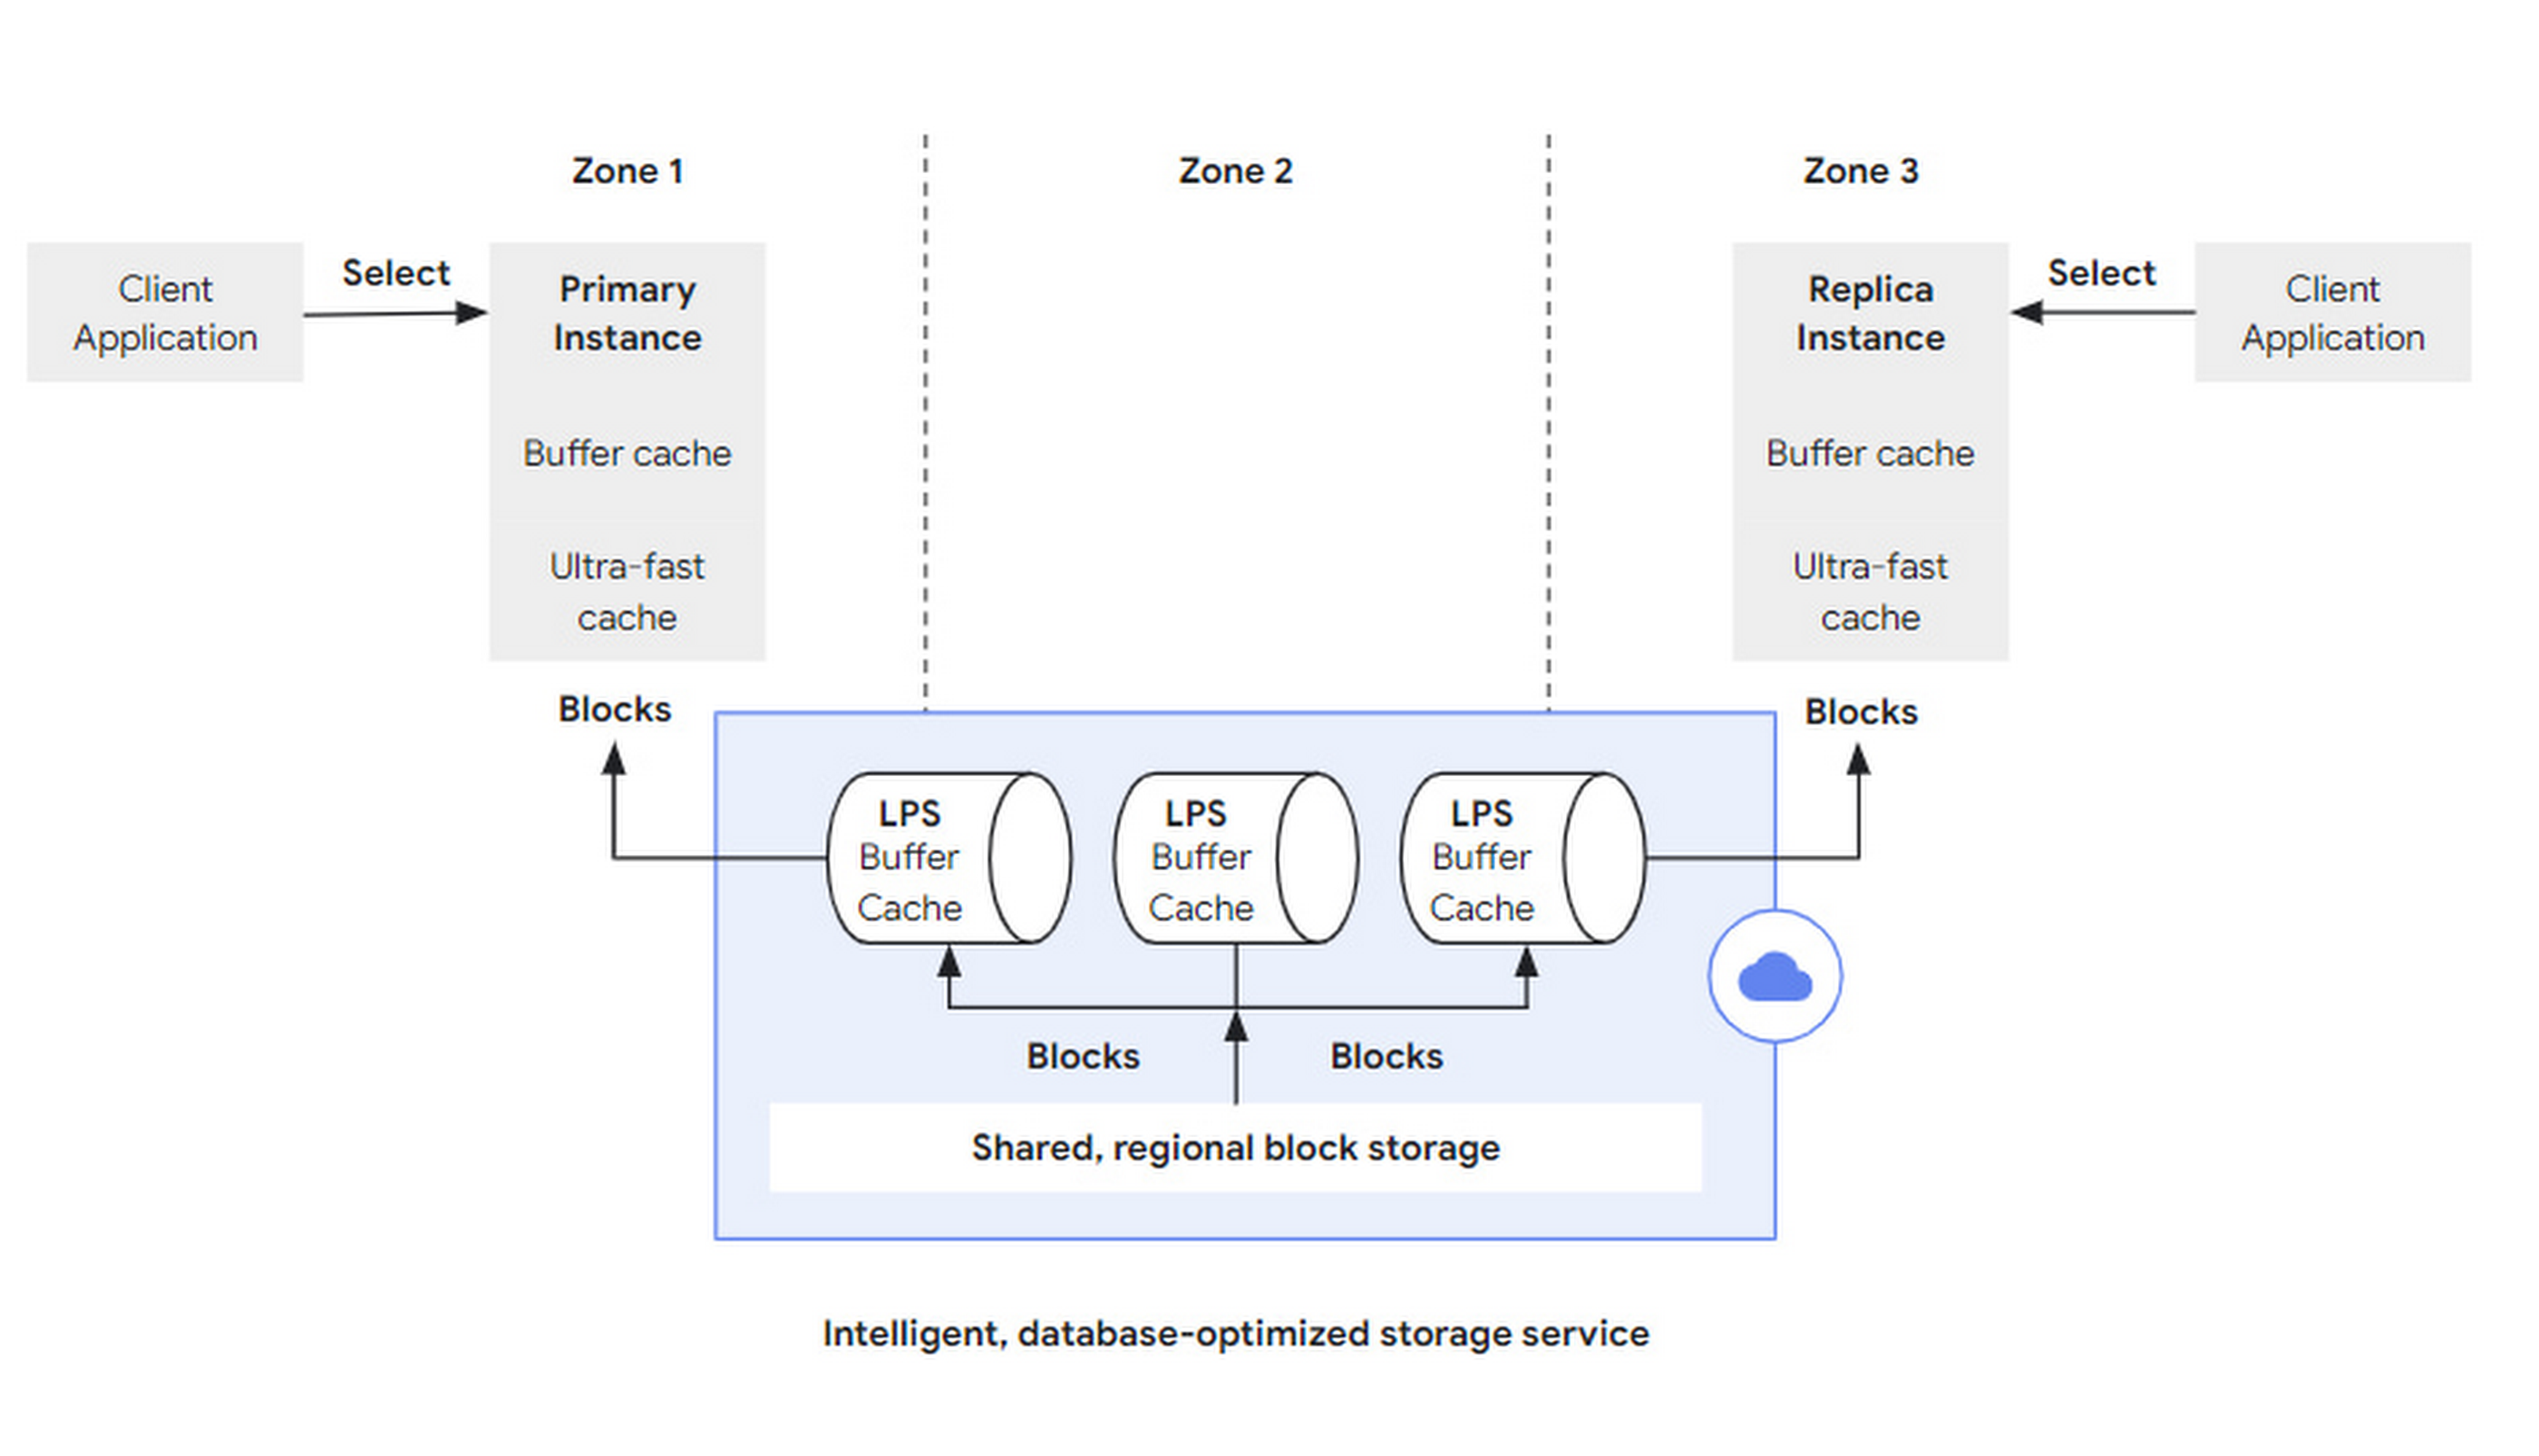 Zone 1
Zone 2
Zone 3
Client
Application
Select
Primary
Instance
Buffer cache
Ultra-fast
cache
Replica
Instance
Buffer cache
Ultra-fast
cache
Select
Client
Application
Blocks
Blocks
LPS
Buffer
Cache
LPS
Buffer
Cache
LPS
Buffer
Cache
Blocks
Blocks
Shared, regional block storage
Intelligent, database-optimized storage service